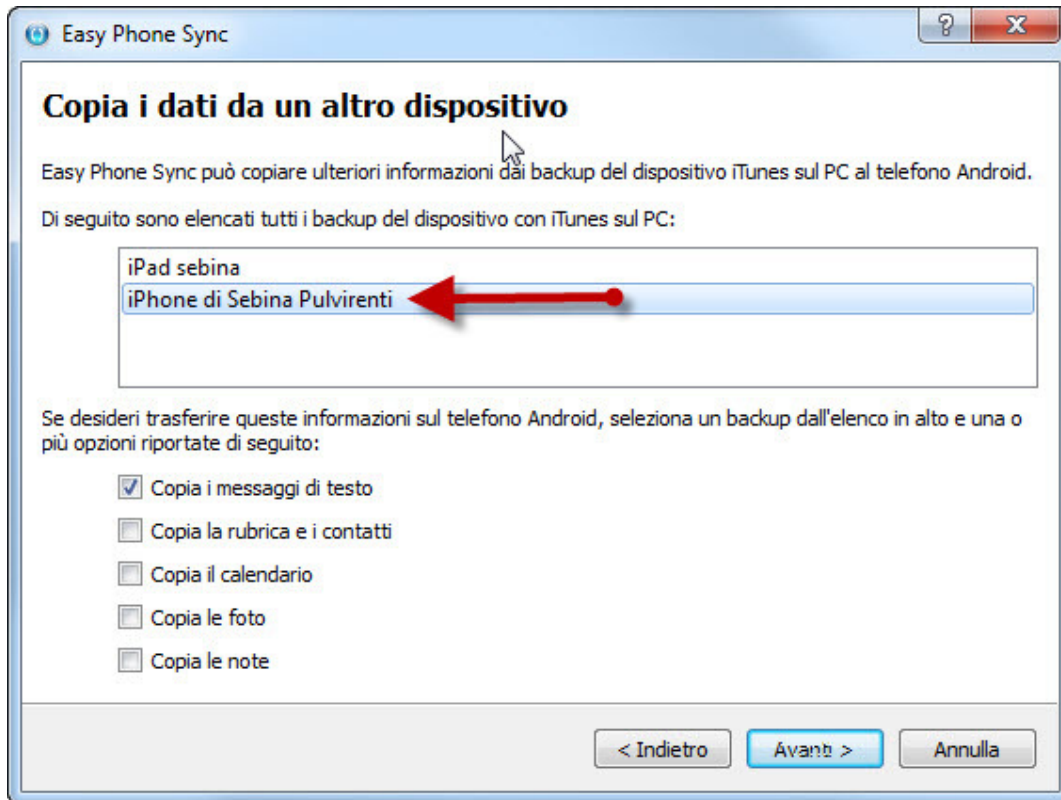 Easy Phone Sync
Copia i dati da un altro dispositivo
Easy Phone Sync può copiare ulteriori informazioni dai backup del dispositivo iTunes sul PC al telefono Android.
Di seguito sono elencati tutti i backup del dispositivo con iTunes sul PC:
iPad sebina
iPhone di Sebina Pulvirenti
Se desideri trasferire queste informazioni sul telefono Android, seleziona un backup dall'elenco in alto e una o
più opzioni riportate di seguito:
Copia i messaggi di testo
Copia la rubrica e i contatti
Copia il calendario
Copia le foto
Copia le note
< Indietro Avanti > Annulla